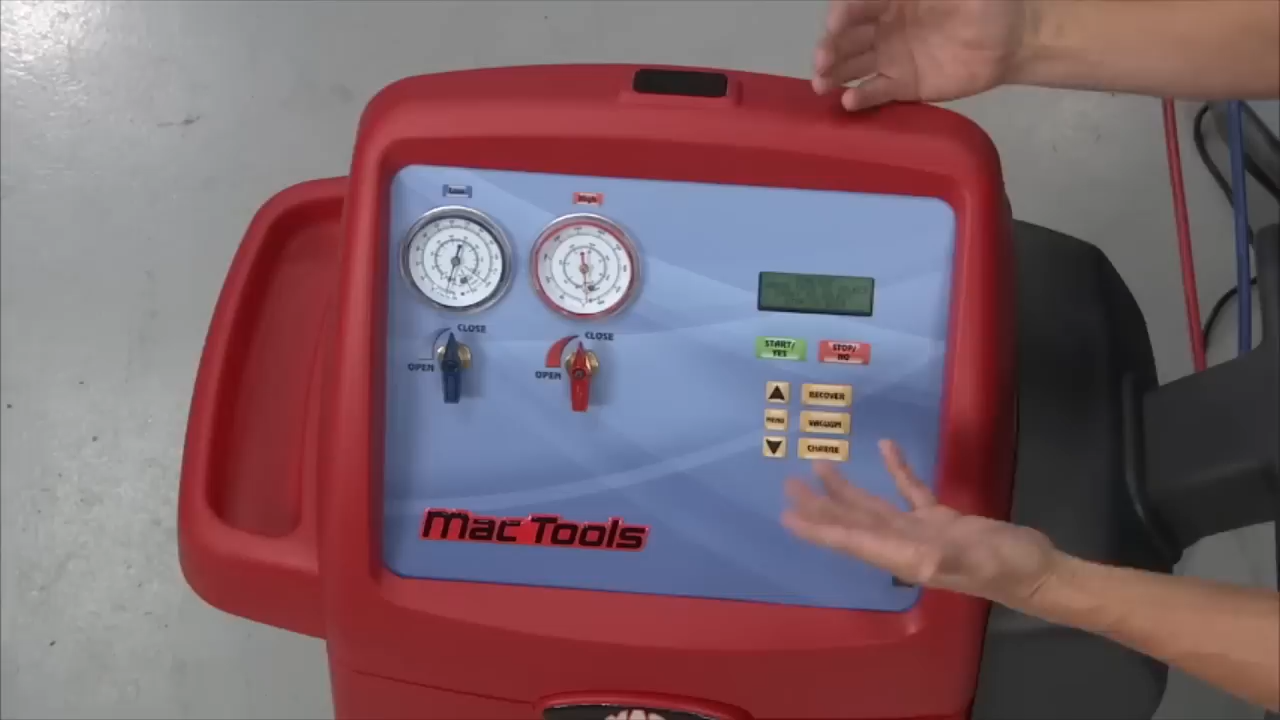 Low
High
CLOSE
OPEN
CLOSE
OPEN
START/
YES
STOP/
NO
RECOVER
MENU
VACUUM
CHARGE
mac Tools